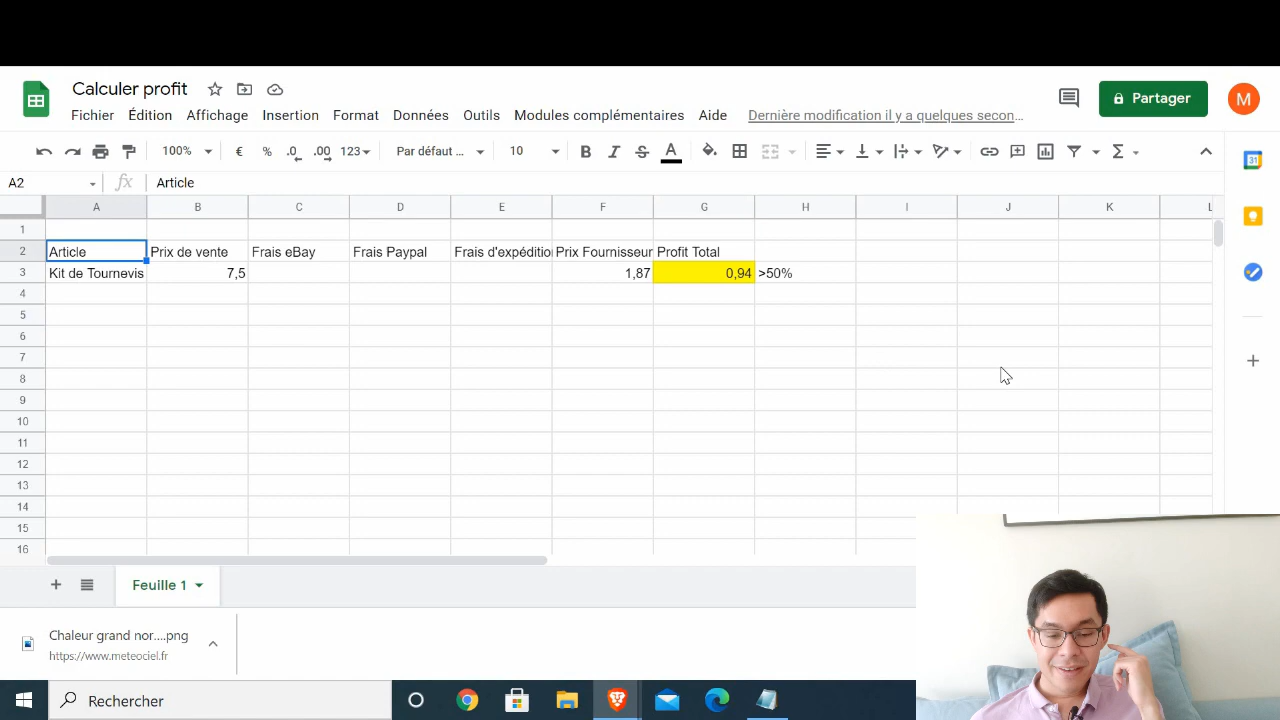 Calculer profit
Fichier Édition Affichage Insertion Format Données Outils Modules complémentaires Aide Dernière modification il y a quelques secon...
Partager
M
100% € % .0 .00 123 Par défaut ... 10 B I S A Σ
31
A2 fx Article
A B C D E F G H I J K L
1
2 Article Prix de vente Frais eBay Frais Paypal Frais d'expéditio Prix Fournisseur Profit Total
3 Kit de Tournevis 7,5 1,87 0,94 >50%
4
5
6
7
8
9
10
11
12
13
14
15
16
Feuille 1
Chaleur grand nor....png
https://www.meteociel.fr
Rechercher